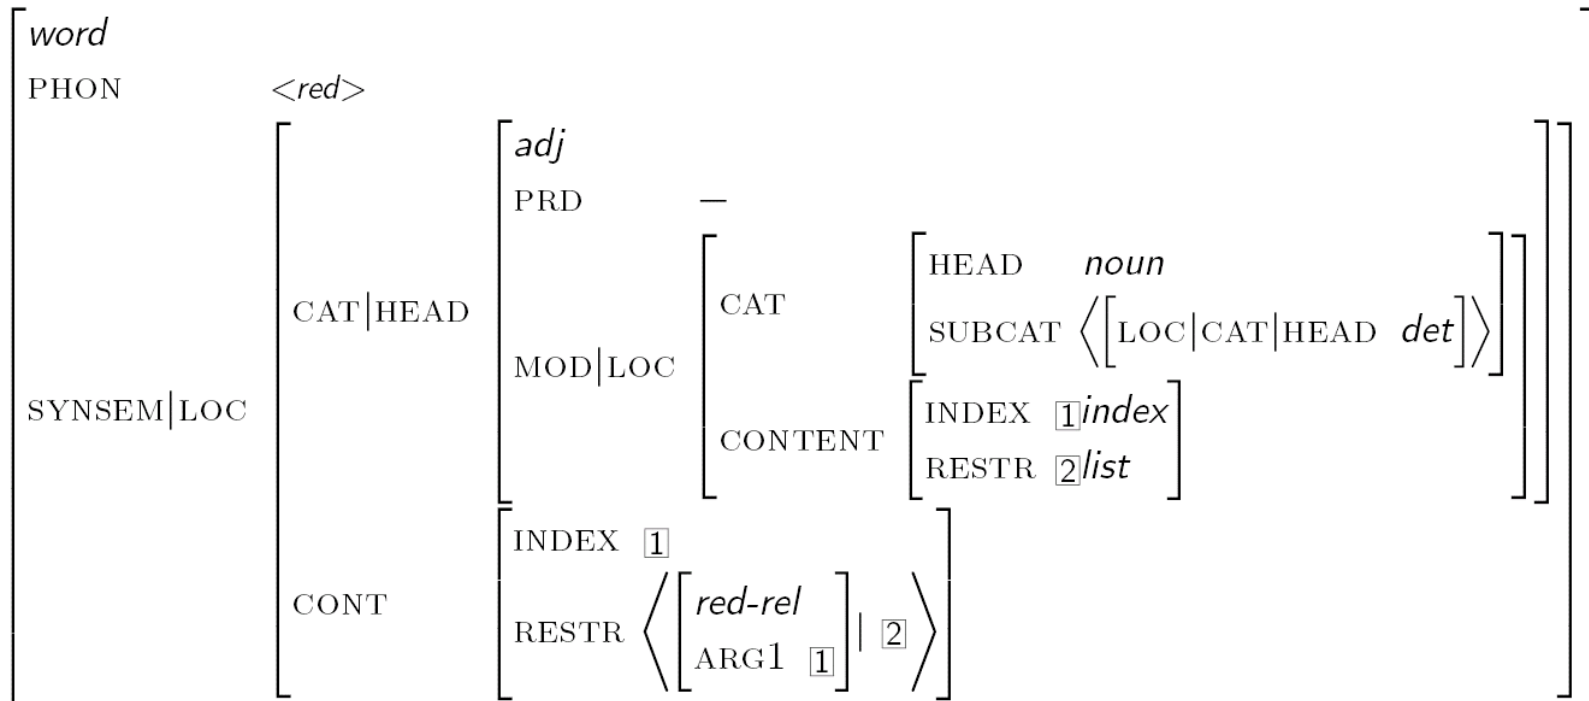 word
PHON <red>
adj
PRD −
HEAD noun
CAT
SUBCAT ⟨[LOC|CAT|HEAD det]⟩
CAT|HEAD
MOD|LOC
SYNSEM|LOC
INDEX 1 index
CONTENT
RESTR 2 list
INDEX 1
CONT
red-rel
RESTR ⟨[ARG1 1] | 2⟩